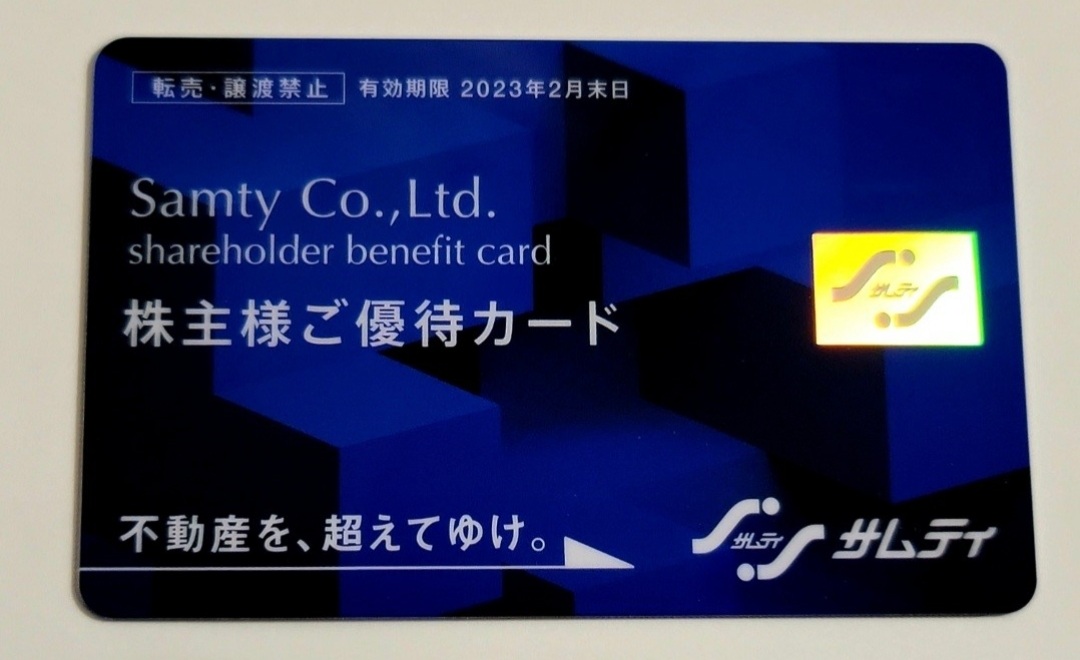 転売・譲渡禁止 有効期限 2023年2月末日
Samty Co.,Ltd.
shareholder benefit card
株主様ご優待カード
サムティ
不動産を、超えてゆけ。
サムティ サムティ